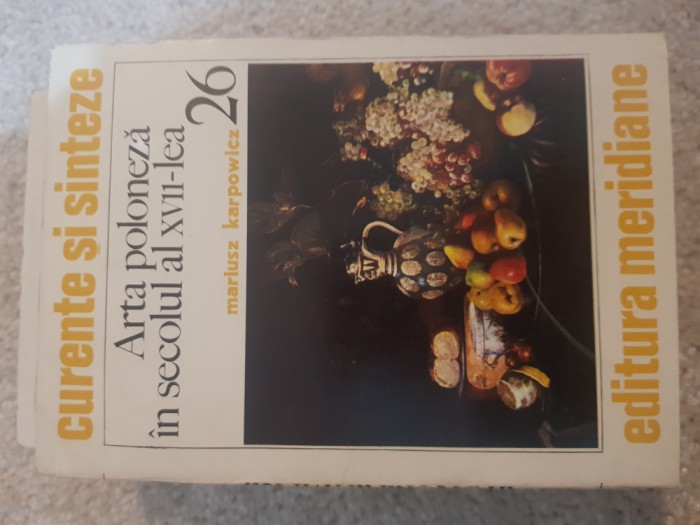 curente și sinteze
Arta poloneză
în secolul al XVII-lea
mariusz karpowicz
26
editura meridiane